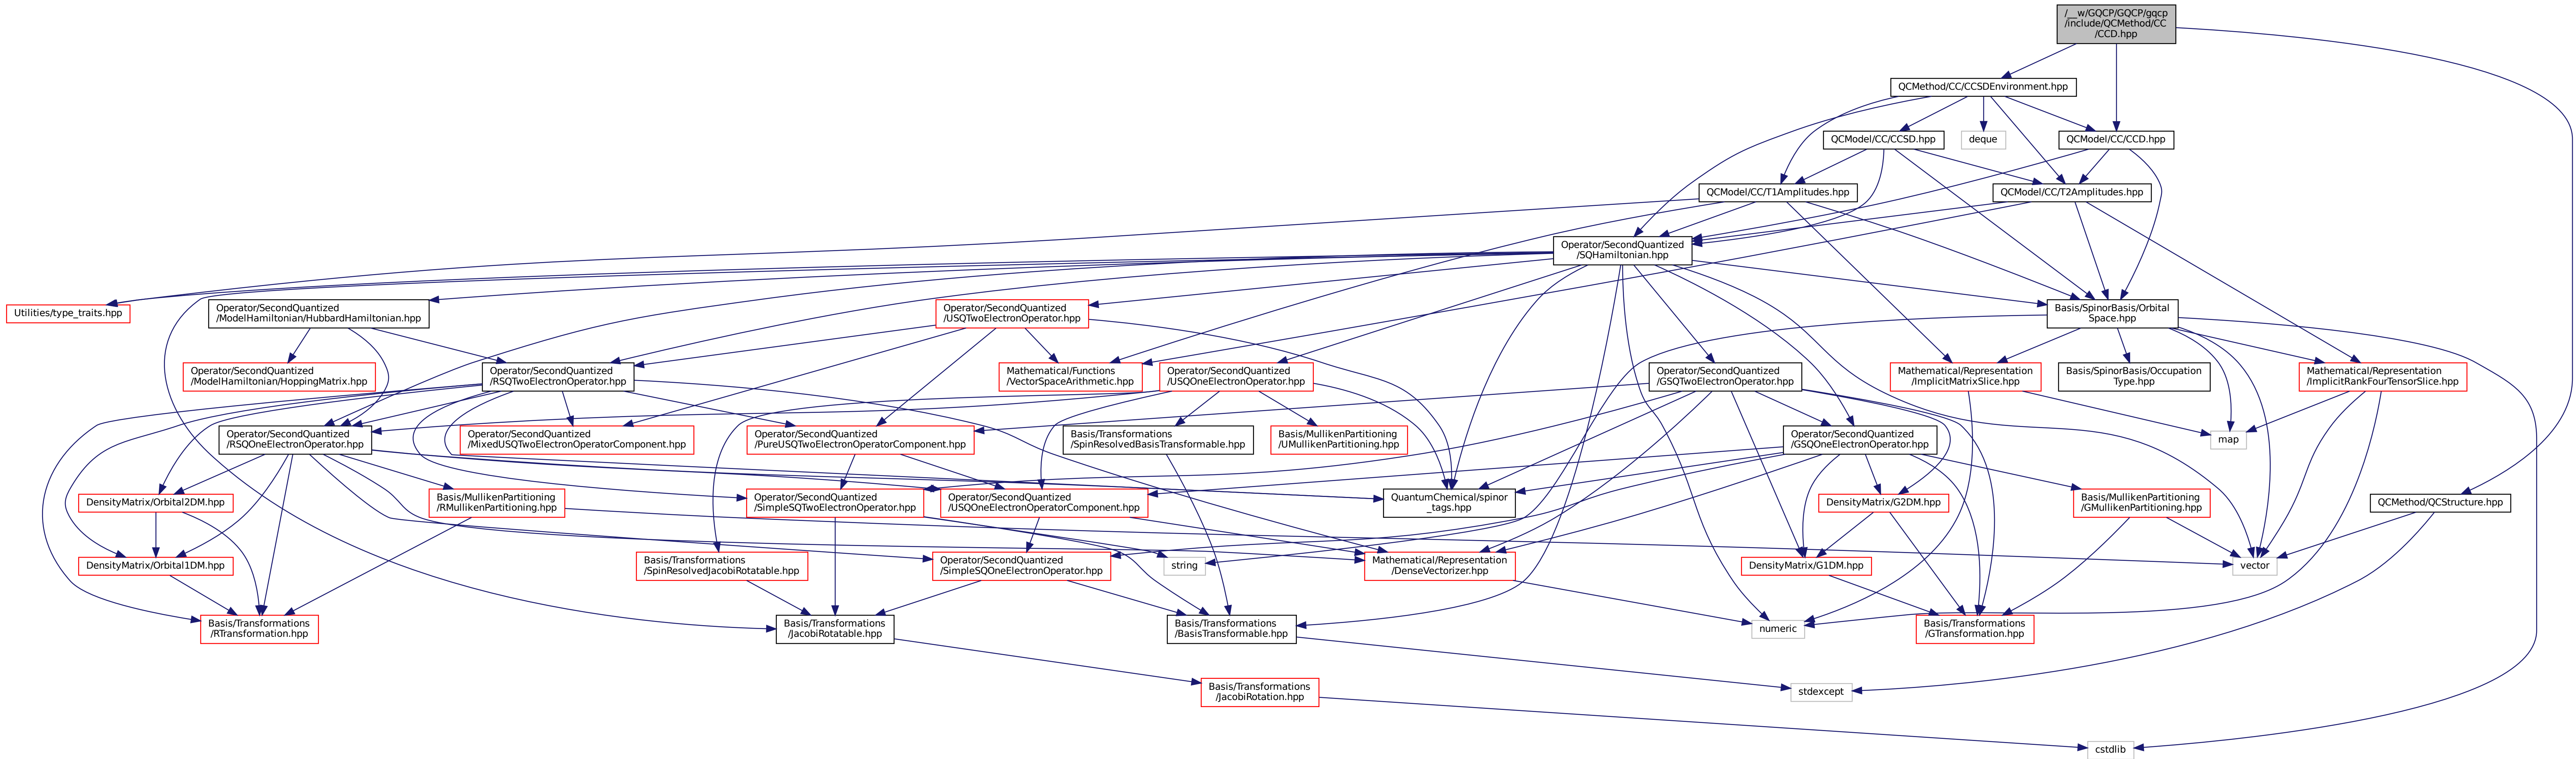 /__w/GQCP/GQCP/gqcp
/include/QCMethod/CC
/CCD.hpp
QCMethod/CC/CCSDEnvironment.hpp
QCModel/CC/CCSD.hpp
deque
QCModel/CC/CCD.hpp
QCModel/CC/T1Amplitudes.hpp
QCModel/CC/T2Amplitudes.hpp
Operator/SecondQuantized
/SQHamiltonian.hpp
Utilities/type_traits.hpp
Operator/SecondQuantized
/ModelHamiltonian/HubbardHamiltonian.hpp
Operator/SecondQuantized
/USQTwoElectronOperator.hpp
Basis/SpinorBasis/Orbital
Space.hpp
Operator/SecondQuantized
/ModelHamiltonian/HoppingMatrix.hpp
Operator/SecondQuantized
/RSQTwoElectronOperator.hpp
Mathematical/Functions
/VectorSpaceArithmetic.hpp
Operator/SecondQuantized
/USQOneElectronOperator.hpp
Operator/SecondQuantized
/GSQTwoElectronOperator.hpp
Mathematical/Representation
/ImplicitMatrixSlice.hpp
Basis/SpinorBasis/Occupation
Type.hpp
Mathematical/Representation
/ImplicitRankFourTensorSlice.hpp
Operator/SecondQuantized
/RSQOneElectronOperator.hpp
Operator/SecondQuantized
/MixedUSQTwoElectronOperatorComponent.hpp
Operator/SecondQuantized
/PureUSQTwoElectronOperatorComponent.hpp
Basis/Transformations
/SpinResolvedBasisTransformable.hpp
Basis/MullikenPartitioning
/UMullikenPartitioning.hpp
Operator/SecondQuantized
/GSQOneElectronOperator.hpp
map
DensityMatrix/Orbital2DM.hpp
Basis/MullikenPartitioning
/RMullikenPartitioning.hpp
Operator/SecondQuantized
/SimpleSQTwoElectronOperator.hpp
Operator/SecondQuantized
/USQOneElectronOperatorComponent.hpp
QuantumChemical/spinor
_tags.hpp
DensityMatrix/G2DM.hpp
Basis/MullikenPartitioning
/GMullikenPartitioning.hpp
QCMethod/QCStructure.hpp
DensityMatrix/Orbital1DM.hpp
Basis/Transformations
/SpinResolvedJacobiRotatable.hpp
Operator/SecondQuantized
/SimpleSQOneElectronOperator.hpp
string
Mathematical/Representation
/DenseVectorizer.hpp
DensityMatrix/G1DM.hpp
vector
Basis/Transformations
/RTransformation.hpp
Basis/Transformations
/JacobiRotatable.hpp
Basis/Transformations
/BasisTransformable.hpp
numeric
Basis/Transformations
/GTransformation.hpp
Basis/Transformations
/JacobiRotation.hpp
stdexcept
cstdlib